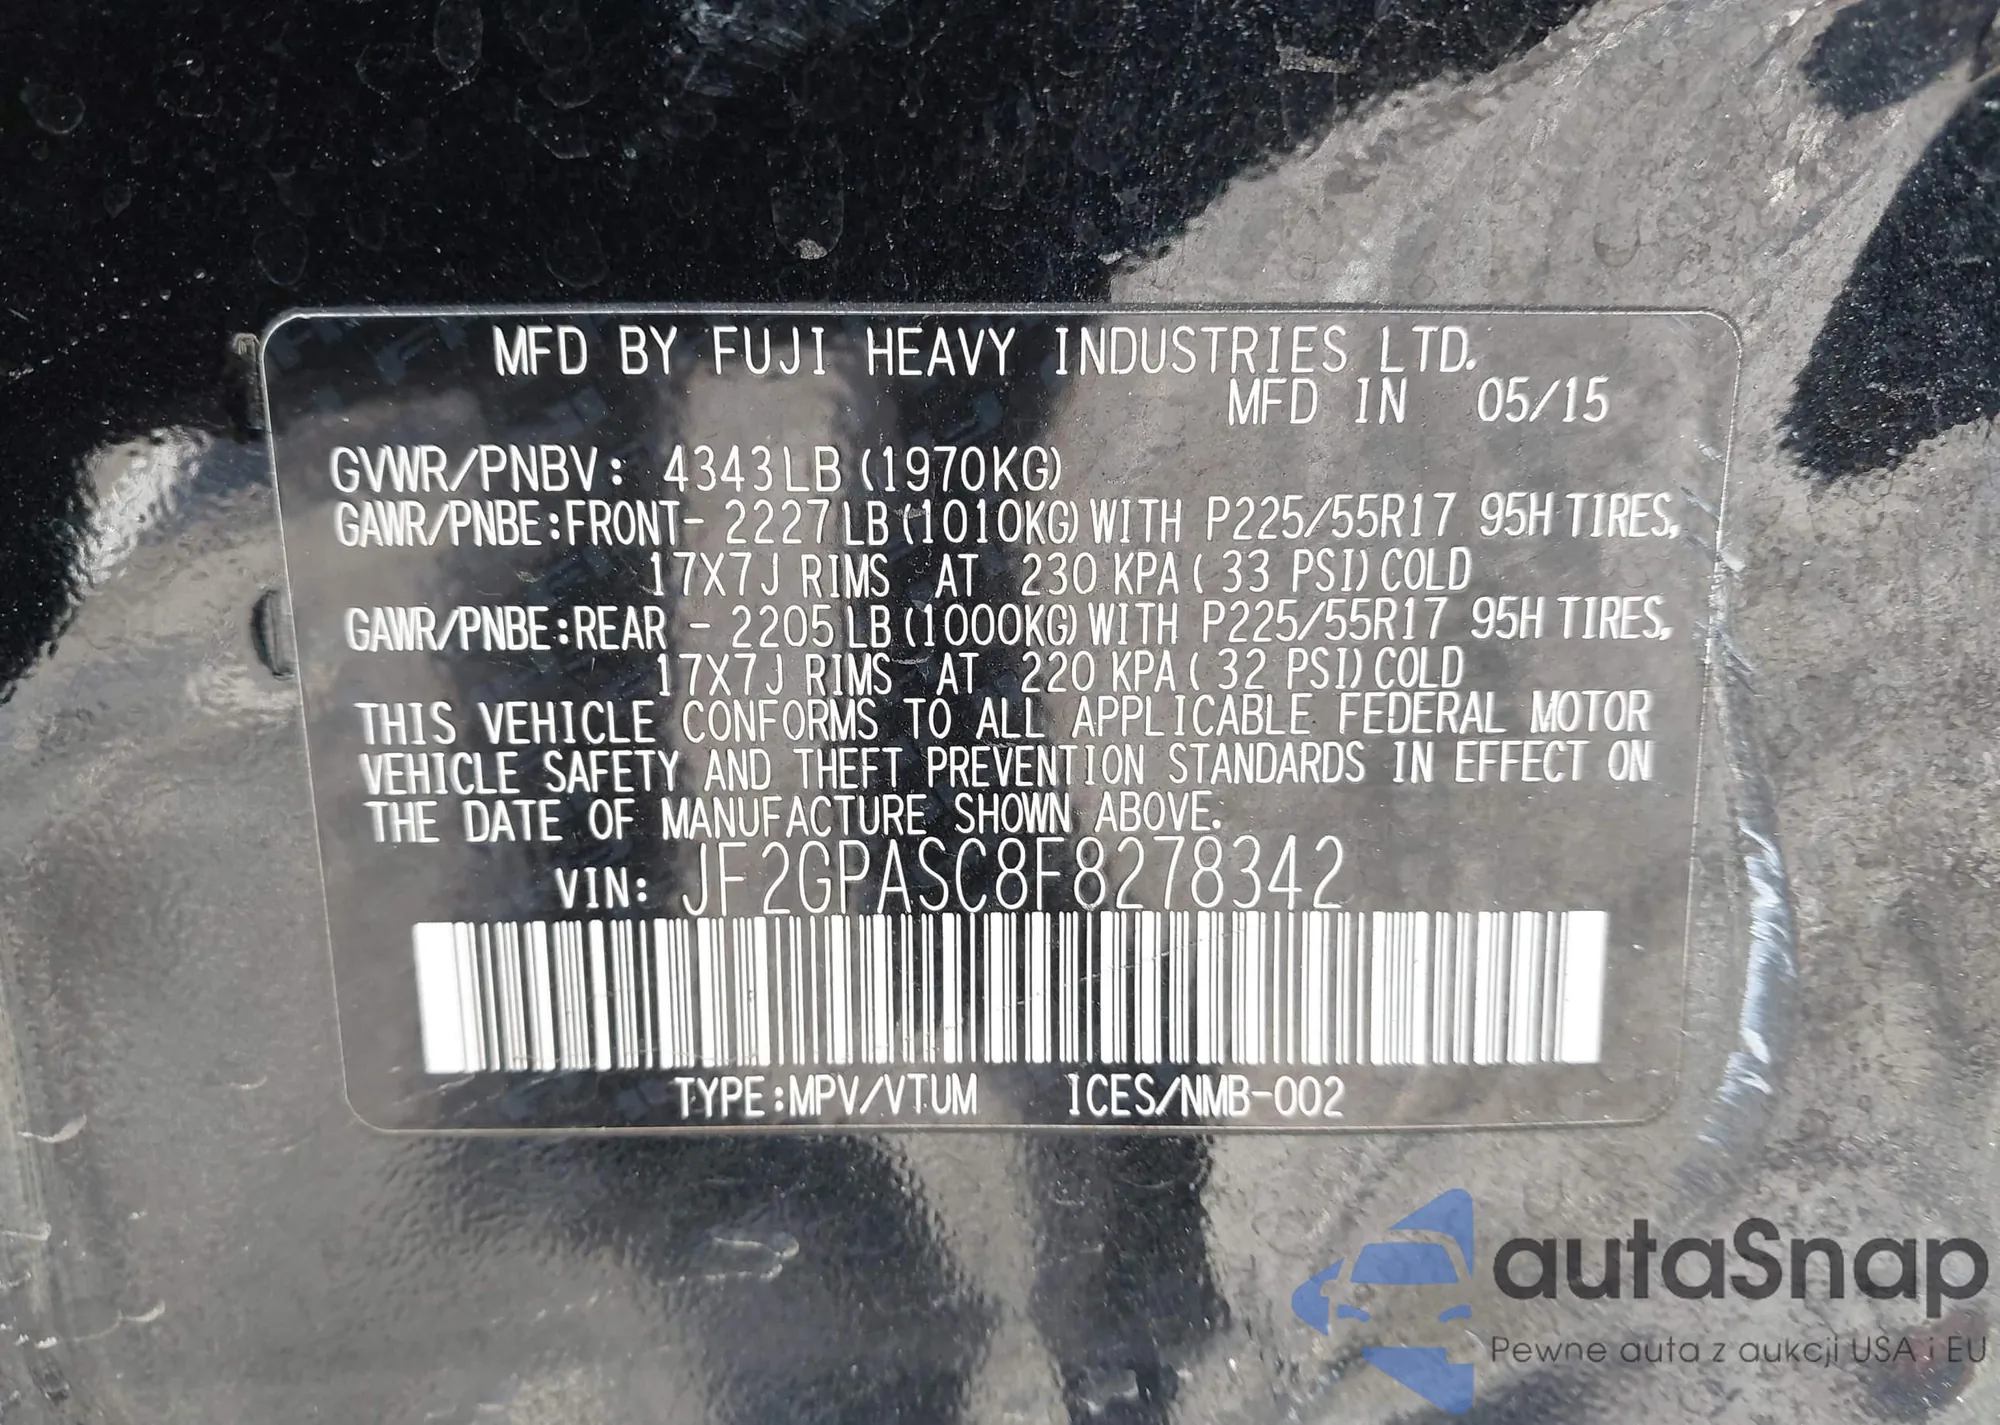 MFD BY FUJI HEAVY INDUSTRIES LTD.
MFD IN 05/15
GVWR/PNBV: 4343LB (1970KG)
GAWR/PNBE:FRONT- 2227LB (1010KG) WITH P225/55R17 95H TIRES,
17X7J RIMS AT 230 KPA ( 33 PSI) COLD
GAWR/PNBE:REAR - 2205LB (1000KG) WITH P225/55R17 95H TIRES,
17X7J RIMS AT 220 KPA ( 32 PSI) COLD
THIS VEHICLE CONFORMS TO ALL APPLICABLE FEDERAL MOTOR
VEHICLE SAFETY AND THEFT PREVENTION STANDARDS IN EFFECT ON
THE DATE OF MANUFACTURE SHOWN ABOVE.
VIN: JF2GPASC8F8278342
TYPE:MPV/VTUM ICES/NMB-002
autoSnap
Pewne auta z aukcji USA i EU